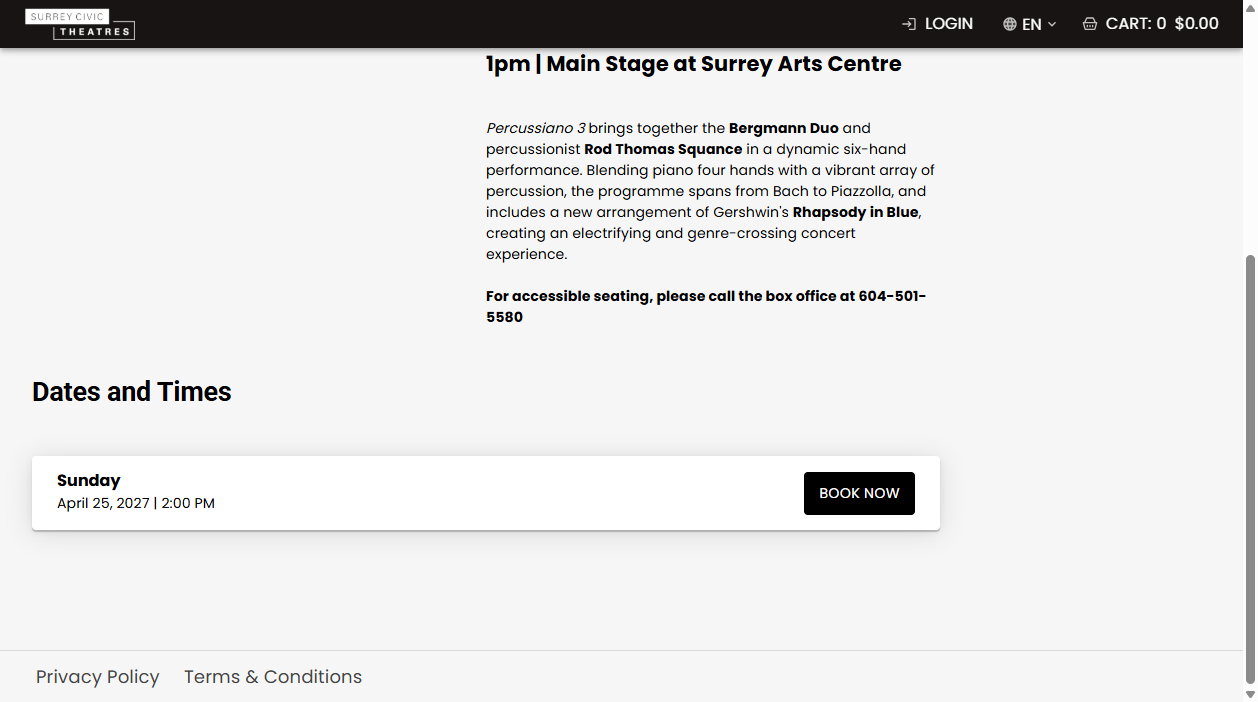 SURREY CIVIC
THEATRES
LOGIN
EN
CART: 0 $0.00
1pm | Main Stage at Surrey Arts Centre
Percussiano 3 brings together the Bergmann Duo and
percussionist Rod Thomas Squance in a dynamic six-hand
performance. Blending piano four hands with a vibrant array of
percussion, the programme spans from Bach to Piazzolla, and
includes a new arrangement of Gershwin's Rhapsody in Blue,
creating an electrifying and genre-crossing concert
experience.
For accessible seating, please call the box office at 604-501-
5580
Dates and Times
Sunday
April 25, 2027 | 2:00 PM
BOOK NOW
Privacy Policy
Terms & Conditions